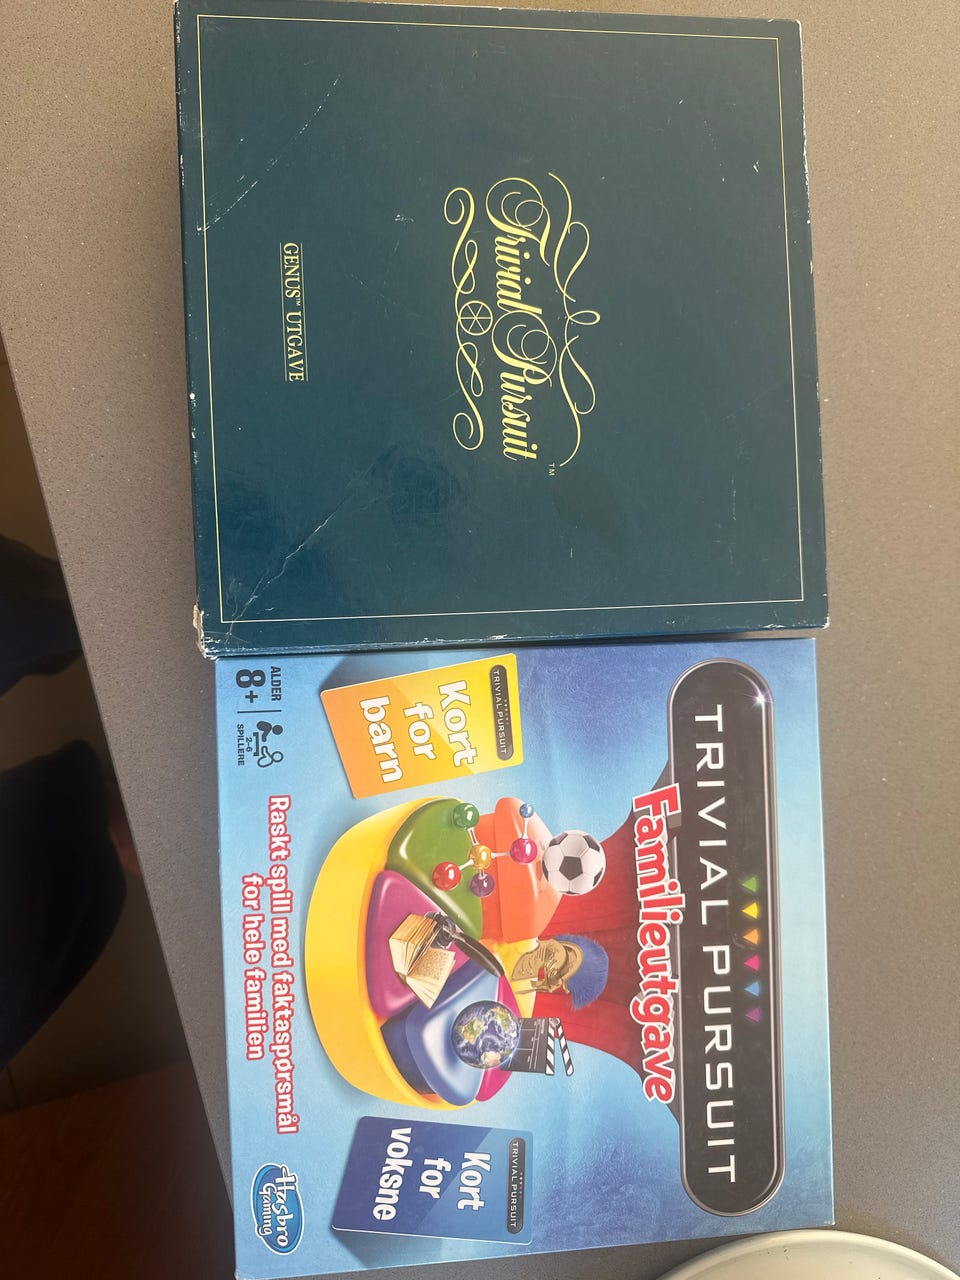 Trivial Pursuit™
GENUS™ UTGAVE
TRIVIAL PURSUIT
Familieutgave
TRIVIAL PURSUIT
Kort
for
barn
TRIVIAL PURSUIT
Kort
for
voksne
ALDER
8+
2-6
SPILLERE
Raskt spill med faktaspørsmål
for hele familien
Hasbro
Gaming